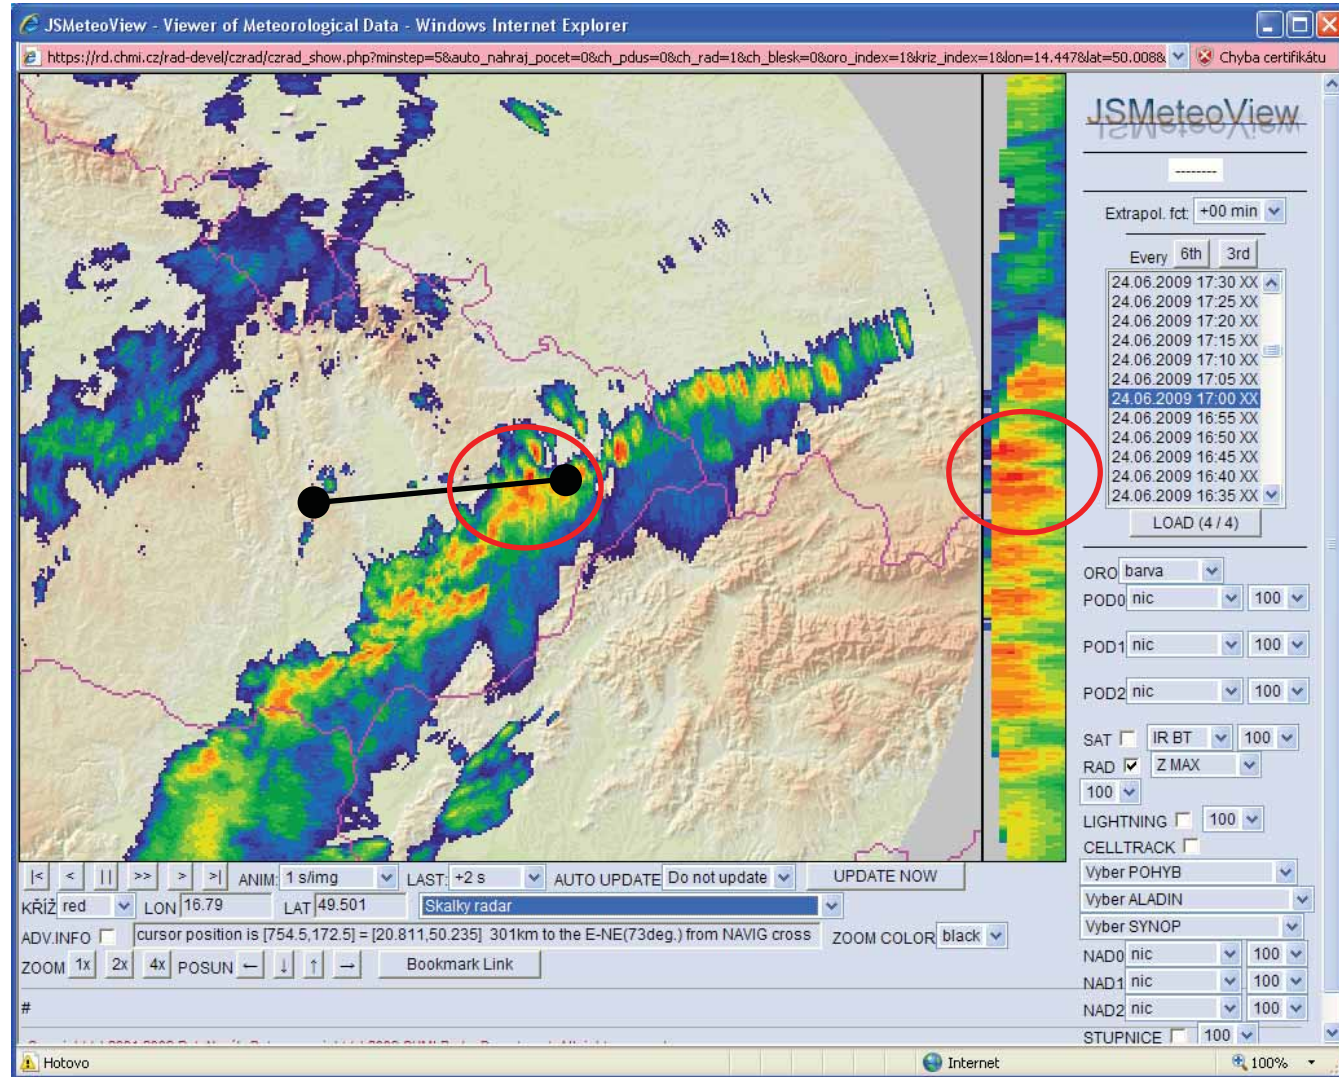 JSMeteoView - Viewer of Meteorological Data - Windows Internet Explorer
https://rd.chmi.cz/rad-devel/czrad/czrad_show.php?minstep=5&auto_nahraj_pocet=0&ch_pdus=0&ch_rad=1&ch_blesk=0&oro_index=1&kriz_index=1&lon=14.447&lat=50.008& Chyba certifikátu
JSMeteoView
--------
Extrapol. fct: +00 min
Every 6th 3rd
24.06.2009 17:30 XX
24.06.2009 17:25 XX
24.06.2009 17:20 XX
24.06.2009 17:15 XX
24.06.2009 17:10 XX
24.06.2009 17:05 XX
24.06.2009 17:00 XX
24.06.2009 16:55 XX
24.06.2009 16:50 XX
24.06.2009 16:45 XX
24.06.2009 16:40 XX
24.06.2009 16:35 XX
LOAD (4 / 4)
ORO barva
POD0 nic 100
POD1 nic 100
POD2 nic 100
SAT IR BT 100
RAD Z MAX
100
LIGHTNING 100
CELLTRACK
Vyber POHYB
Vyber ALADIN
Vyber SYNOP
NAD0 nic 100
NAD1 nic 100
NAD2 nic 100
STUPNICE 100
|< < || >> > >| ANIM: 1 s/img LAST: +2 s AUTO UPDATE Do not update UPDATE NOW
KŘÍŽ red LON 16.79 LAT 49.501 Skalky radar
ADV.INFO cursor position is [754.5,172.5] = [20.811,50.235] 301km to the E-NE(73deg.) from NAVIG cross ZOOM COLOR black
ZOOM 1x 2x 4x POSUN ← ↓ ↑ → Bookmark Link
#
Hotovo Internet 100%